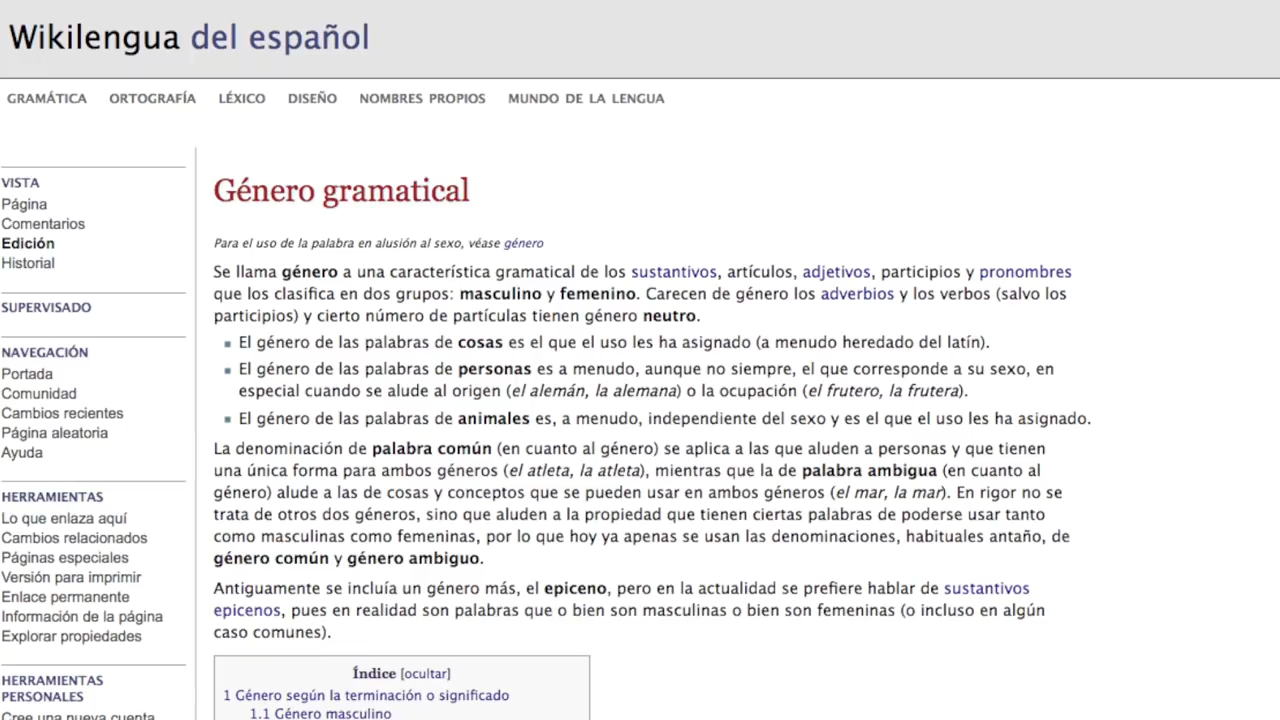 Wikilengua del español
GRAMÁTICA ORTOGRAFÍA LÉXICO DISEÑO NOMBRES PROPIOS MUNDO DE LA LENGUA
VISTA
Página
Comentarios
Edición
Historial
SUPERVISADO
NAVEGACIÓN
Portada
Comunidad
Cambios recientes
Página aleatoria
Ayuda
HERRAMIENTAS
Lo que enlaza aquí
Cambios relacionados
Páginas especiales
Versión para imprimir
Enlace permanente
Información de la página
Explorar propiedades
HERRAMIENTAS
PERSONALES
Cree una nueva cuenta
Género gramatical
Para el uso de la palabra en alusión al sexo, véase género
Se llama género a una característica gramatical de los sustantivos, artículos, adjetivos, participios y pronombres
que los clasifica en dos grupos: masculino y femenino. Carecen de género los adverbios y los verbos (salvo los
participios) y cierto número de partículas tienen género neutro.
El género de las palabras de cosas es el que el uso les ha asignado (a menudo heredado del latín).
El género de las palabras de personas es a menudo, aunque no siempre, el que corresponde a su sexo, en
especial cuando se alude al origen (el alemán, la alemana) o la ocupación (el frutero, la frutera).
El género de las palabras de animales es, a menudo, independiente del sexo y es el que el uso les ha asignado.
La denominación de palabra común (en cuanto al género) se aplica a las que aluden a personas y que tienen
una única forma para ambos géneros (el atleta, la atleta), mientras que la de palabra ambigua (en cuanto al
género) alude a las de cosas y conceptos que se pueden usar en ambos géneros (el mar, la mar). En rigor no se
trata de otros dos géneros, sino que aluden a la propiedad que tienen ciertas palabras de poderse usar tanto
como masculinas como femeninas, por lo que hoy ya apenas se usan las denominaciones, habituales antaño, de
género común y género ambiguo.
Antiguamente se incluía un género más, el epiceno, pero en la actualidad se prefiere hablar de sustantivos
epicenos, pues en realidad son palabras que o bien son masculinas o bien son femeninas (o incluso en algún
caso comunes).
Índice [ocultar]
1 Género según la terminación o significado
1.1 Género masculino